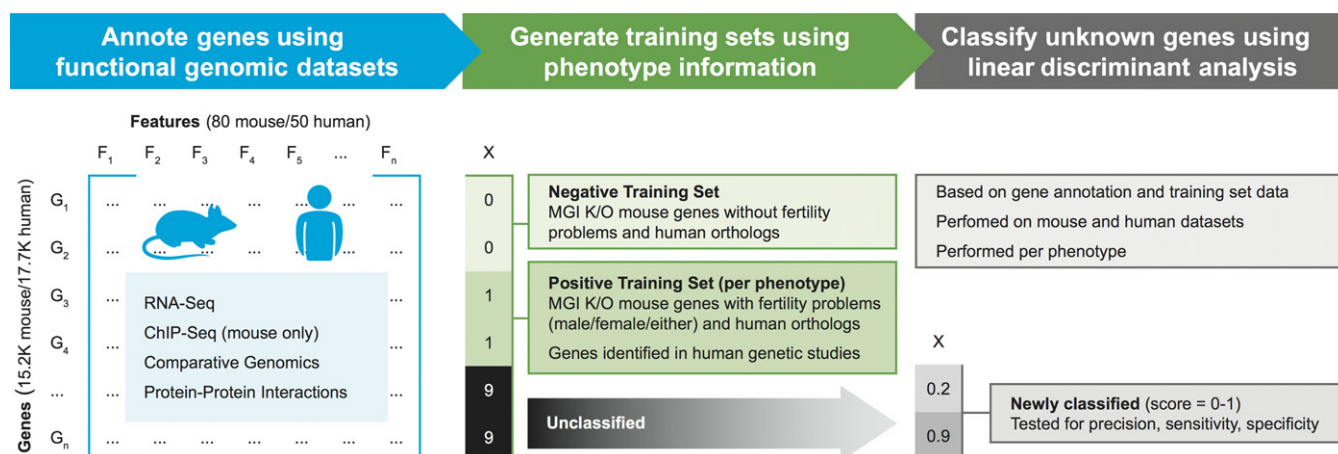 Annote genes using
functional genomic datasets
Generate training sets using
phenotype information
Classify unknown genes using
linear discriminant analysis
Features (80 mouse/50 human)
F1 F2 F3 F4 F5 ... Fn
Genes (15.2K mouse/17.7K human)
G1 ... ... ... ... ... ... ...
G2 ... ... ... ... ... ... ...
G3 ... ...
G4 ... ...
... ... ...
Gn ... ... ... ... ... ... ...
RNA-Seq
ChIP-Seq (mouse only)
Comparative Genomics
Protein-Protein Interactions
X
0
0
1
1
9
9
Negative Training Set
MGI K/O mouse genes without fertility
problems and human orthologs
Positive Training Set (per phenotype)
MGI K/O mouse genes with fertility problems
(male/female/either) and human orthologs
Genes identified in human genetic studies
Unclassified
Based on gene annotation and training set data
Perfomed on mouse and human datasets
Performed per phenotype
X
0.2
0.9
Newly classified (score = 0-1)
Tested for precision, sensitivity, specificity